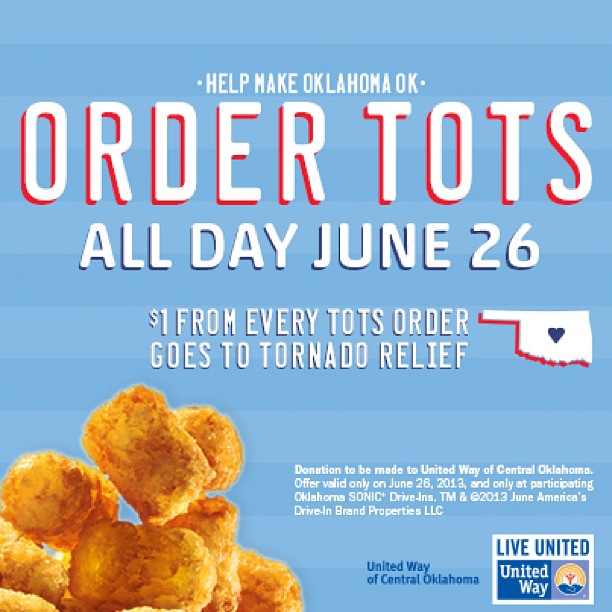 ·HELP MAKE OKLAHOMA OK·
ORDER TOTS
ALL DAY JUNE 26
$1 FROM EVERY TOTS ORDER
GOES TO TORNADO RELIEF
Donation to be made to United Way of Central Oklahoma.
Offer valid only on June 26, 2013, and only at participating
Oklahoma SONIC® Drive-Ins. TM & ©2013 June America's
Drive-In Brand Properties LLC
United Way
of Central Oklahoma
LIVE UNITED
United
Way